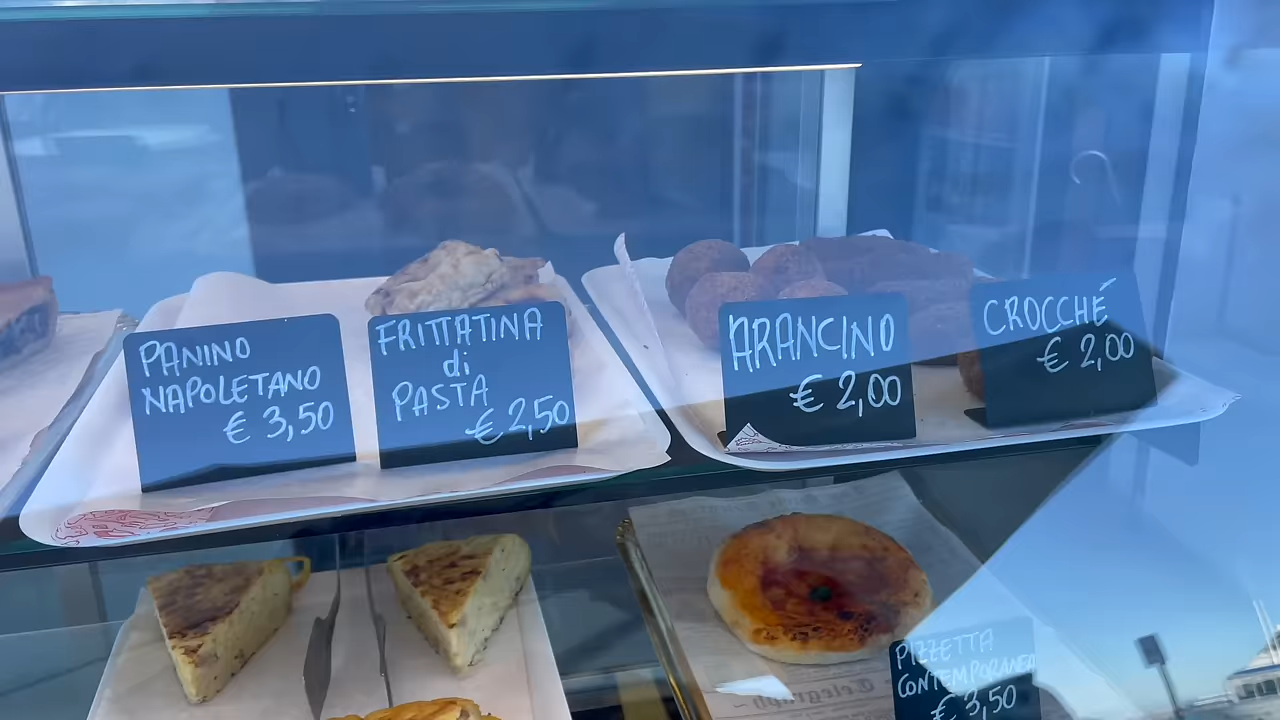 PANINO
NAPOLETANO
€ 3,50
FRITTATINA
di
PASTA
€ 2,50
ARANCINO
€ 2,00
CROCCHÉ
€ 2,00
PIZZETTA
CONTEMPORANEA
€ 3,50
Telegraph